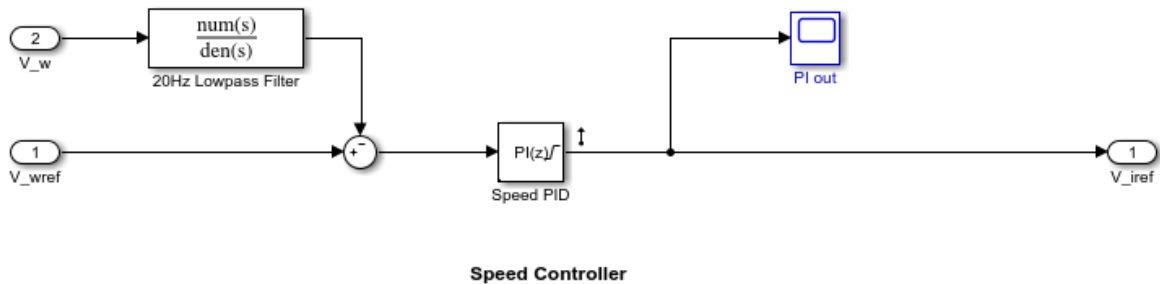 num(s)
den(s)
2
V_w
20Hz Lowpass Filter
PI out
1
V_wref
+
−
PI(z)
Speed PID
1
V_iref
Speed Controller